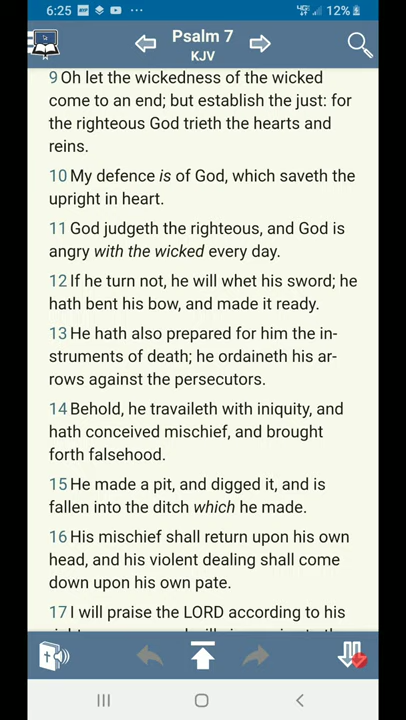 6:25
12%
Psalm 7
KJV
9 Oh let the wickedness of the wicked
come to an end; but establish the just: for
the righteous God trieth the hearts and
reins.
10 My defence is of God, which saveth the
upright in heart.
11 God judgeth the righteous, and God is
angry with the wicked every day.
12 If he turn not, he will whet his sword; he
hath bent his bow, and made it ready.
13 He hath also prepared for him the in-
struments of death; he ordaineth his ar-
rows against the persecutors.
14 Behold, he travaileth with iniquity, and
hath conceived mischief, and brought
forth falsehood.
15 He made a pit, and digged it, and is
fallen into the ditch which he made.
16 His mischief shall return upon his own
head, and his violent dealing shall come
down upon his own pate.
17 I will praise the LORD according to his